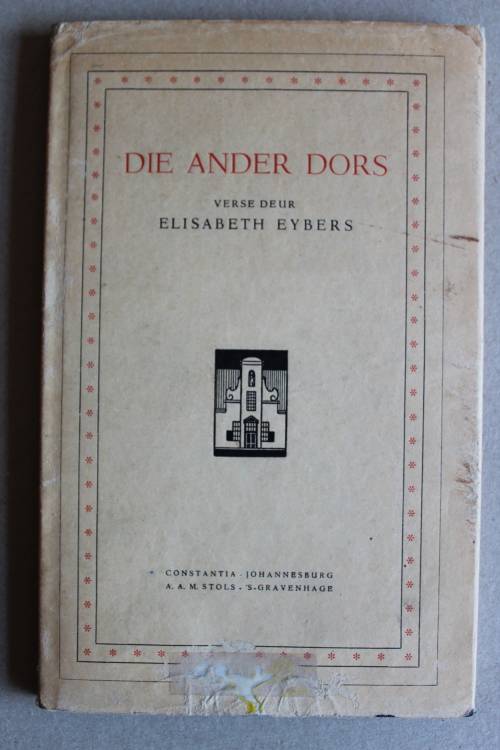 DIE ANDER DORS
VERSE DEUR
ELISABETH EYBERS
CONSTANTIA - JOHANNESBURG
A. A. M. STOLS - 'S-GRAVENHAGE